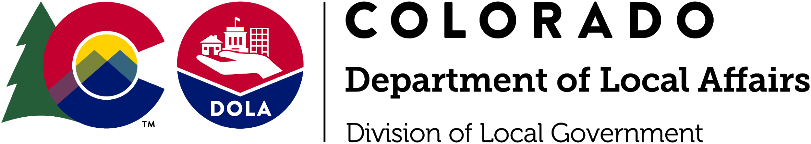 TM
DOLA
COLORADO
Department of Local Affairs
Division of Local Government